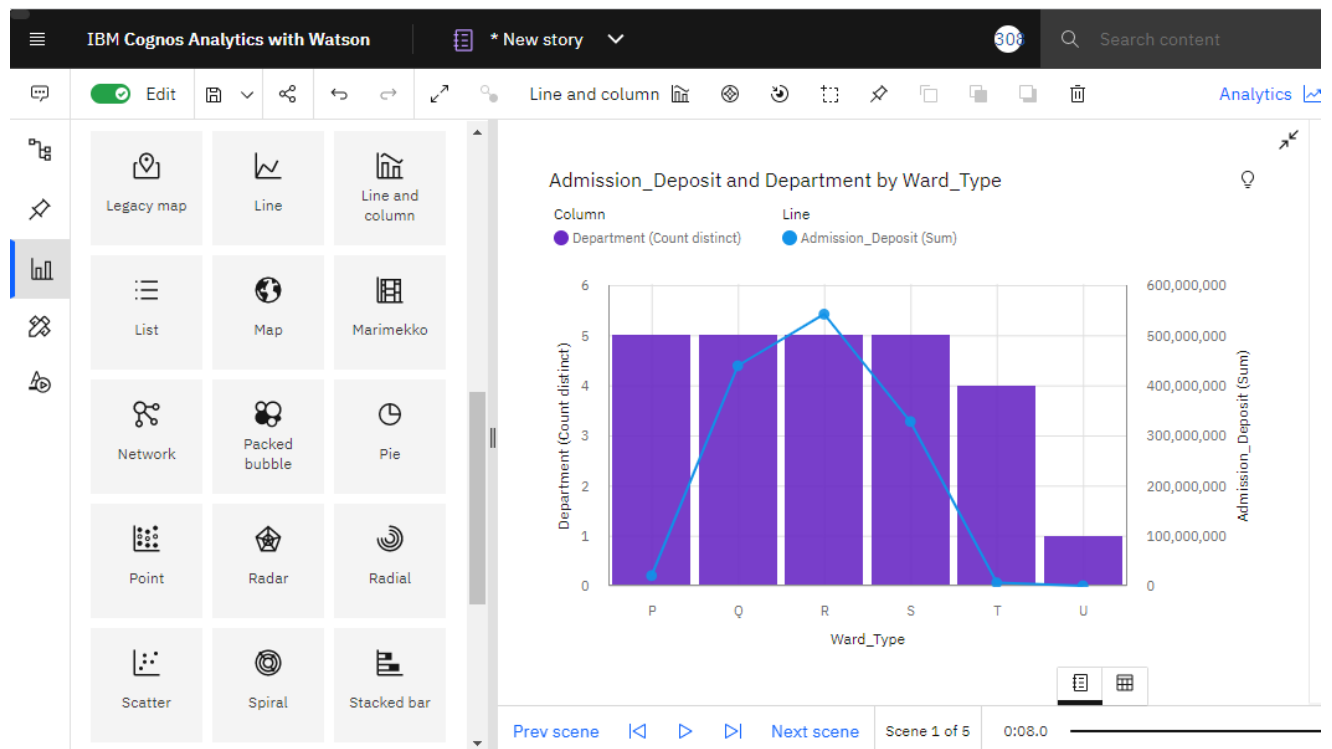 IBM Cognos Analytics with Watson
* New story
308
Search content
Edit
Line and column
Analytics
Legacy map
Line
Line and
column
List
Map
Marimekko
Network
Packed
bubble
Pie
Point
Radar
Radial
Scatter
Spiral
Stacked bar
Admission_Deposit and Department by Ward_Type
Column
Line
Department (Count distinct)
Admission_Deposit (Sum)
Department (Count distinct)
6
5
4
3
2
1
0
600,000,000
500,000,000
400,000,000
300,000,000
200,000,000
100,000,000
0
Admission_Deposit (Sum)
P
Q
R
S
T
U
Ward_Type
Prev scene
Next scene
Scene 1 of 5
0:08.0